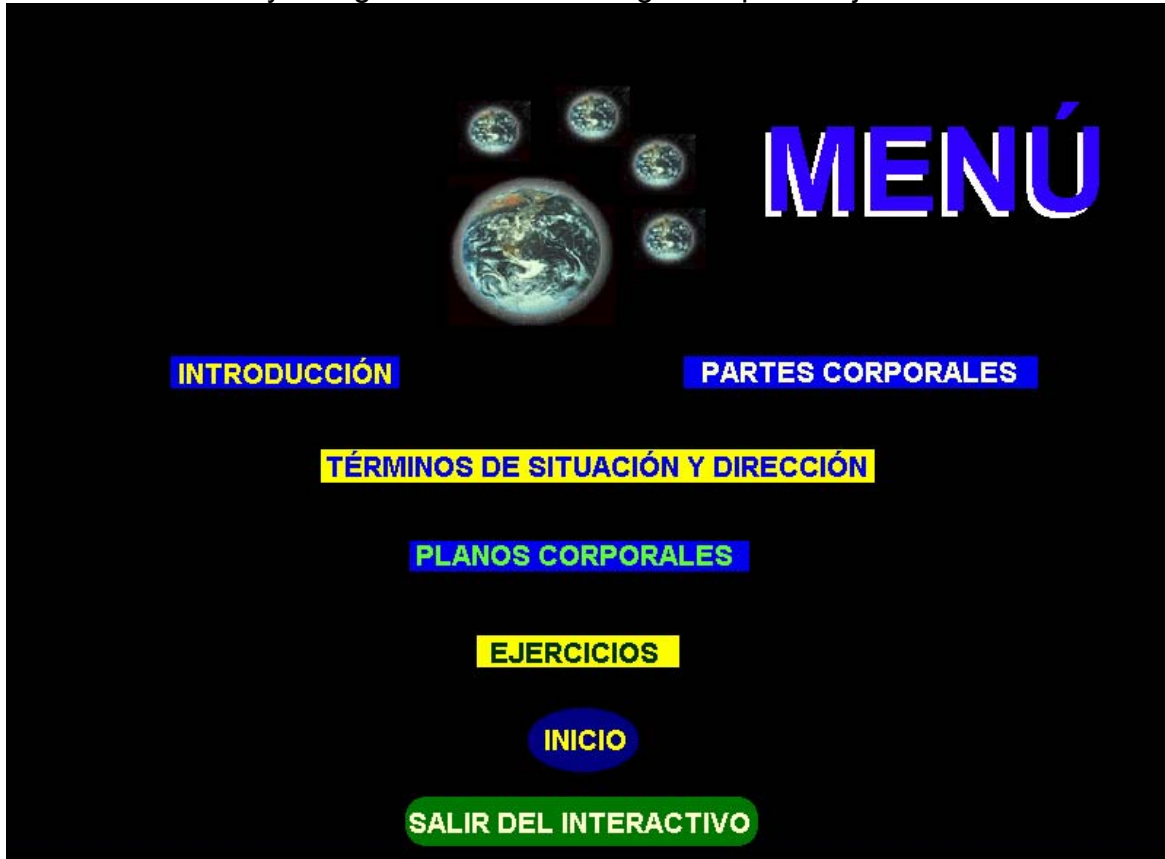 MENÚ
INTRODUCCIÓN
PARTES CORPORALES
TÉRMINOS DE SITUACIÓN Y DIRECCIÓN
PLANOS CORPORALES
EJERCICIOS
INICIO
SALIR DEL INTERACTIVO